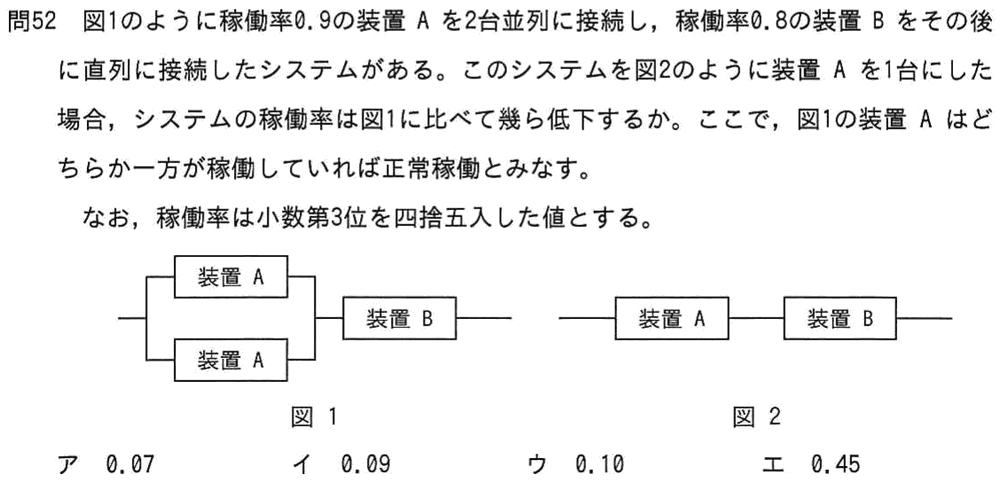 問52 図1のように稼働率0.9の装置 A を2台並列に接続し，稼働率0.8の装置 B をその後
に直列に接続したシステムがある。このシステムを図2のように装置 A を1台にした
場合，システムの稼働率は図1に比べて幾ら低下するか。ここで，図1の装置 A はど
ちらか一方が稼働していれば正常稼働とみなす。
なお，稼働率は小数第3位を四捨五入した値とする。
装置 A
装置 A
装置 B
装置 A
装置 B
図 1
図 2
ア 0.07 イ 0.09 ウ 0.10 エ 0.45